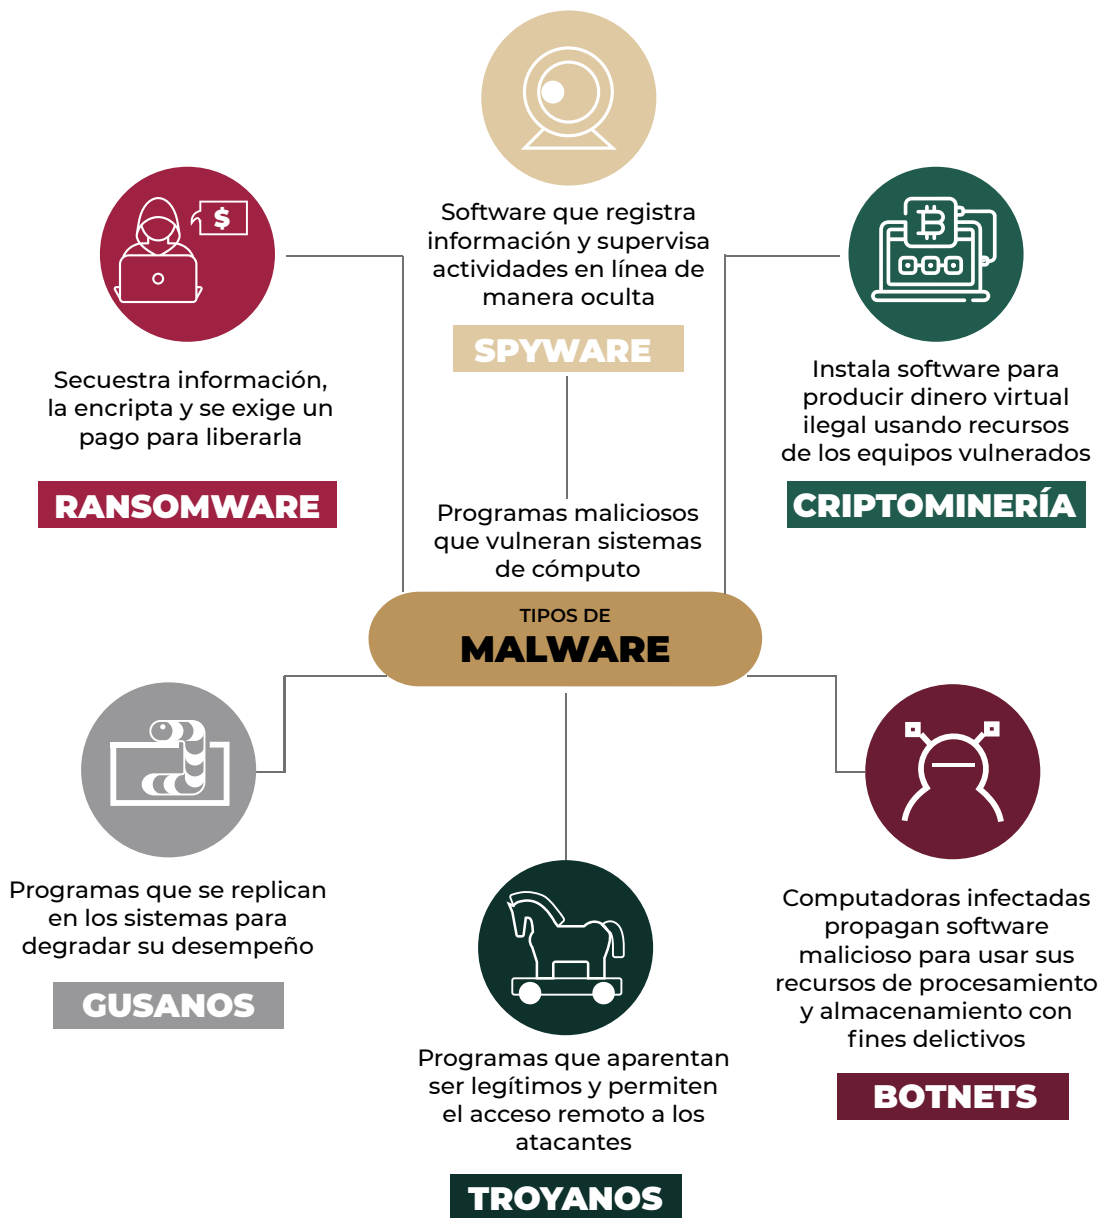 Software que registra
información y supervisa
actividades en línea de
manera oculta
SPYWARE
$
Secuestra información,
la encripta y se exige un
pago para liberarla
RANSOMWARE
Instala software para
producir dinero virtual
ilegal usando recursos
de los equipos vulnerados
CRIPTOMINERÍA
Programas maliciosos
que vulneran sistemas
de cómputo
TIPOS DE
MALWARE
Programas que se replican
en los sistemas para
degradar su desempeño
GUSANOS
Programas que aparentan
ser legítimos y permiten
el acceso remoto a los
atacantes
TROYANOS
Computadoras infectadas
propagan software
malicioso para usar sus
recursos de procesamiento
y almacenamiento con
fines delictivos
BOTNETS